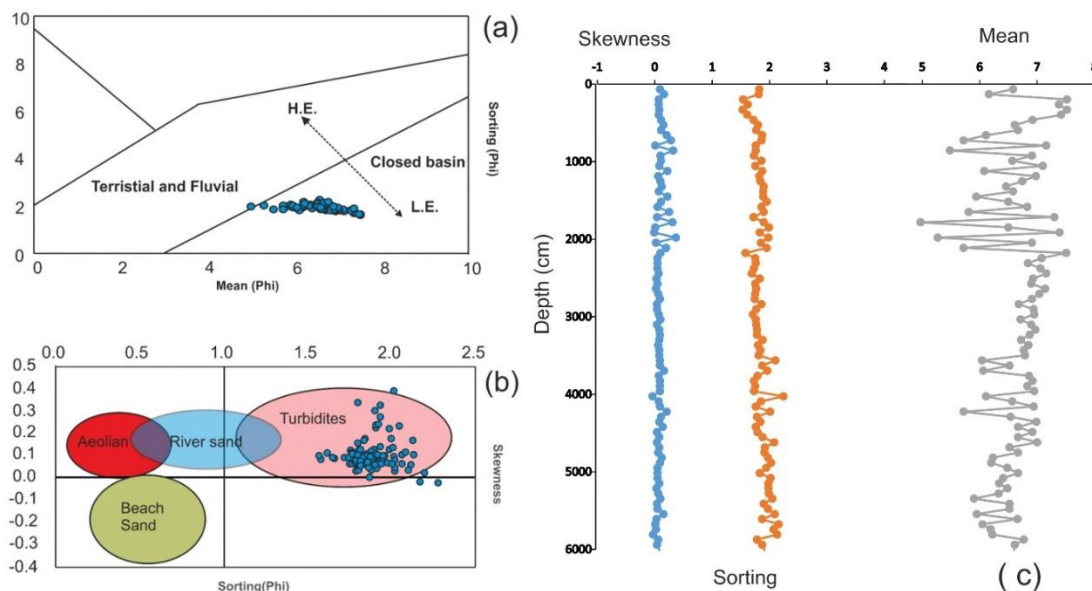 (a)
10
8
6
4
2
0
0 2 4 6 8 10
H.E.
Closed basin
Terristial and Fluvial
L.E.
Mean (Phi)
Sorting (Phi)
0.0 0.5 1.0 2.0 2.5
(b)
0.5
0.4
0.3
0.2
0.1
0.0
-0.1
-0.2
-0.3
-0.4
Turbidites
Aeolian
River sand
Beach
Sand
Skewness
Sorting(Phi)
Skewness
Mean
-1 0 1 2 3 4 5 6 7 8
0
1000
2000
3000
4000
5000
6000
Depth (cm)
Sorting
( c)